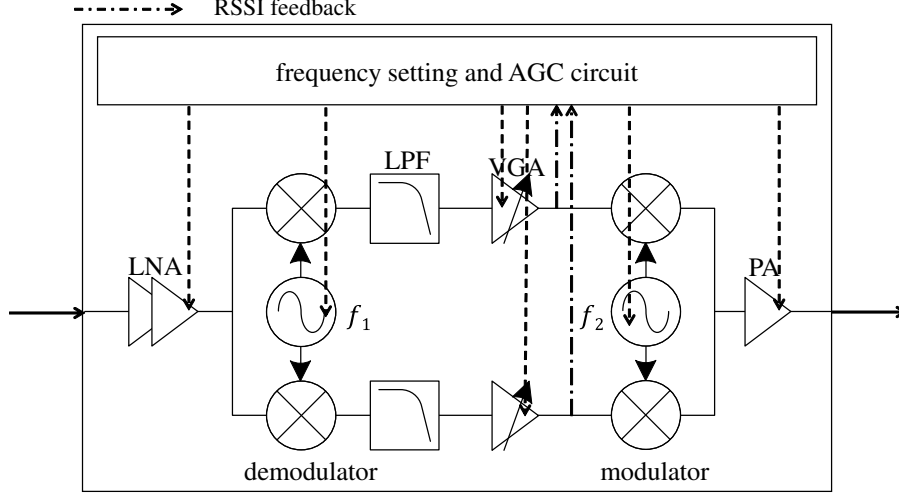 RSSI feedback
frequency setting and AGC circuit
LPF
VGA
LNA
PA
f1
f2
demodulator
modulator